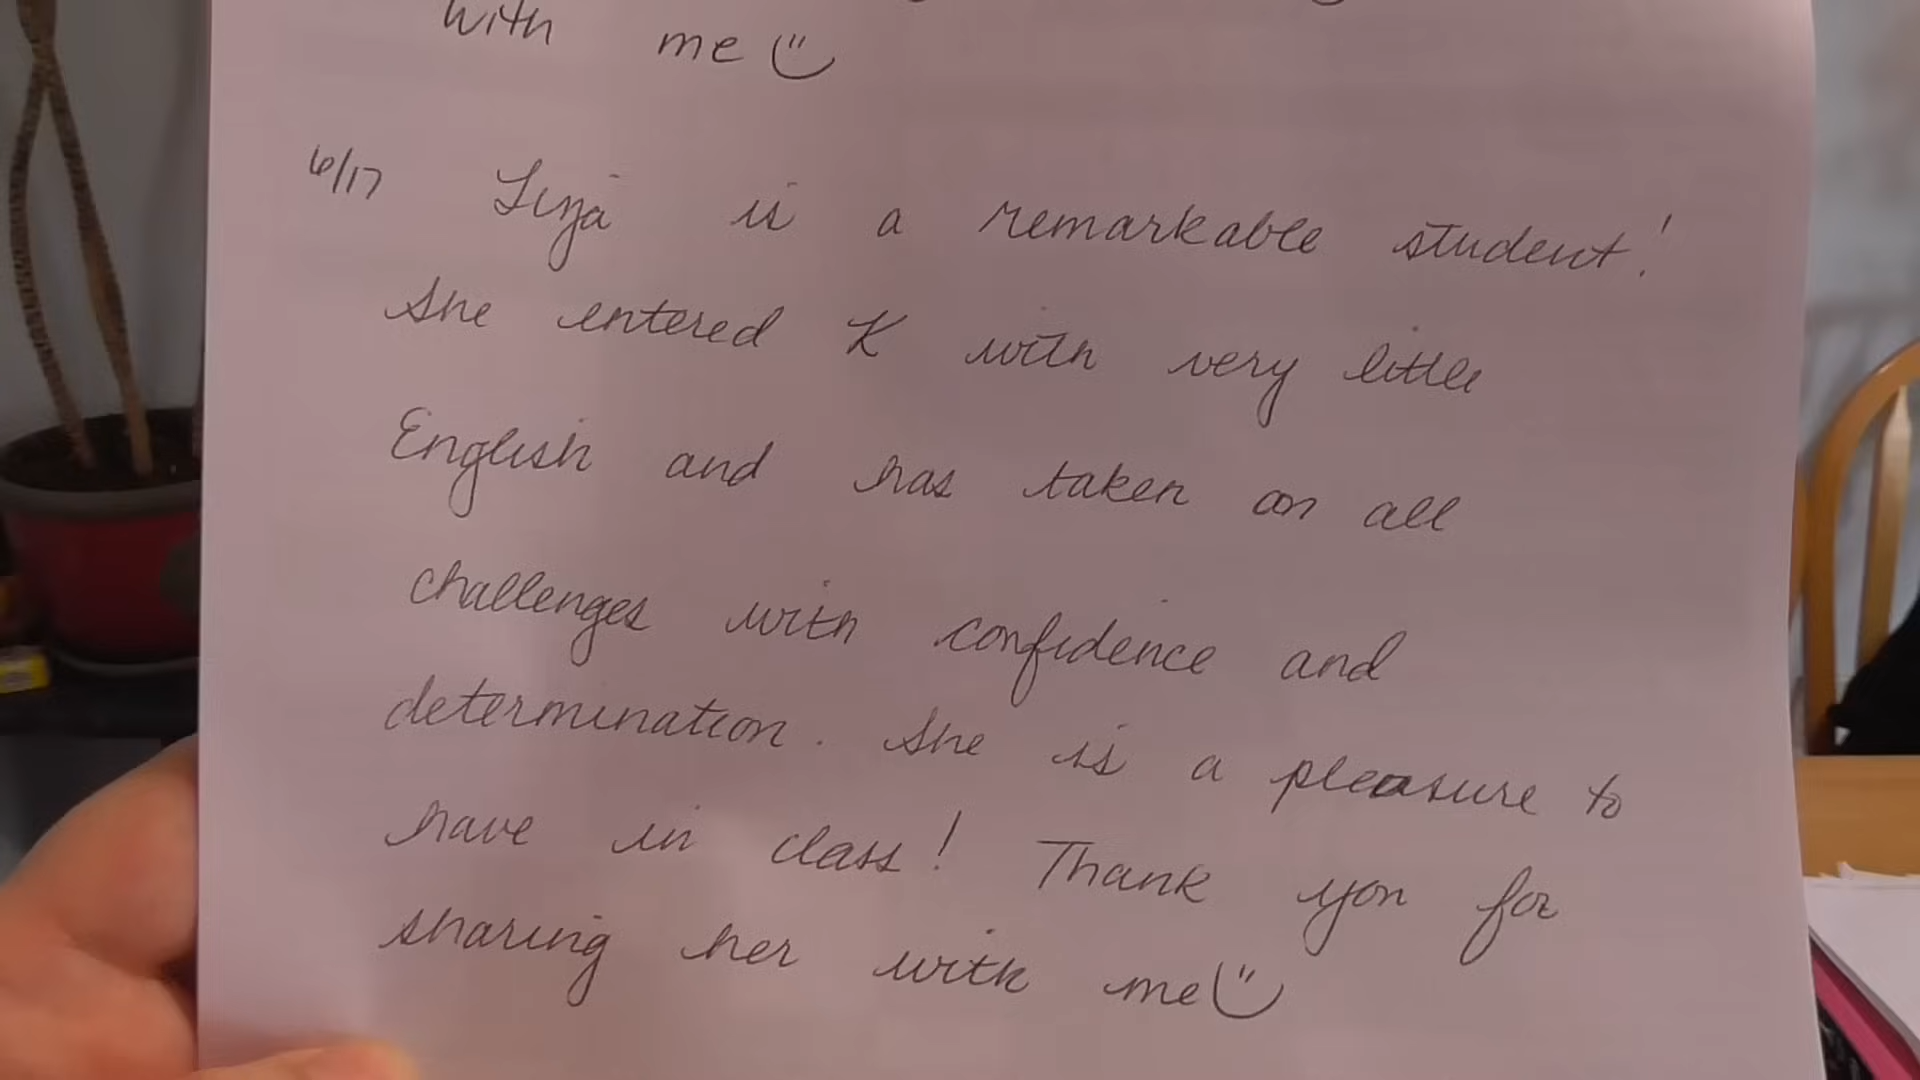 with me
6/17 Liza is a remarkable student!
She entered K with very little
English and has taken on all
challenges with confidence and
determination. She is a pleasure to
have in class! Thank you for
sharing her with me